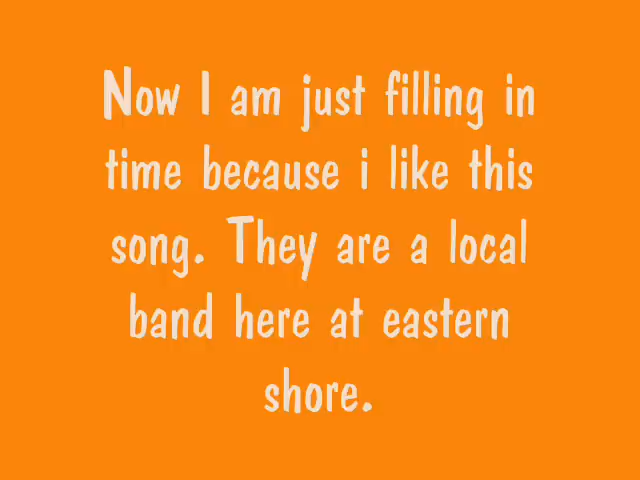 Now I am just filling in
time because i like this
song. They are a local
band here at eastern
shore.